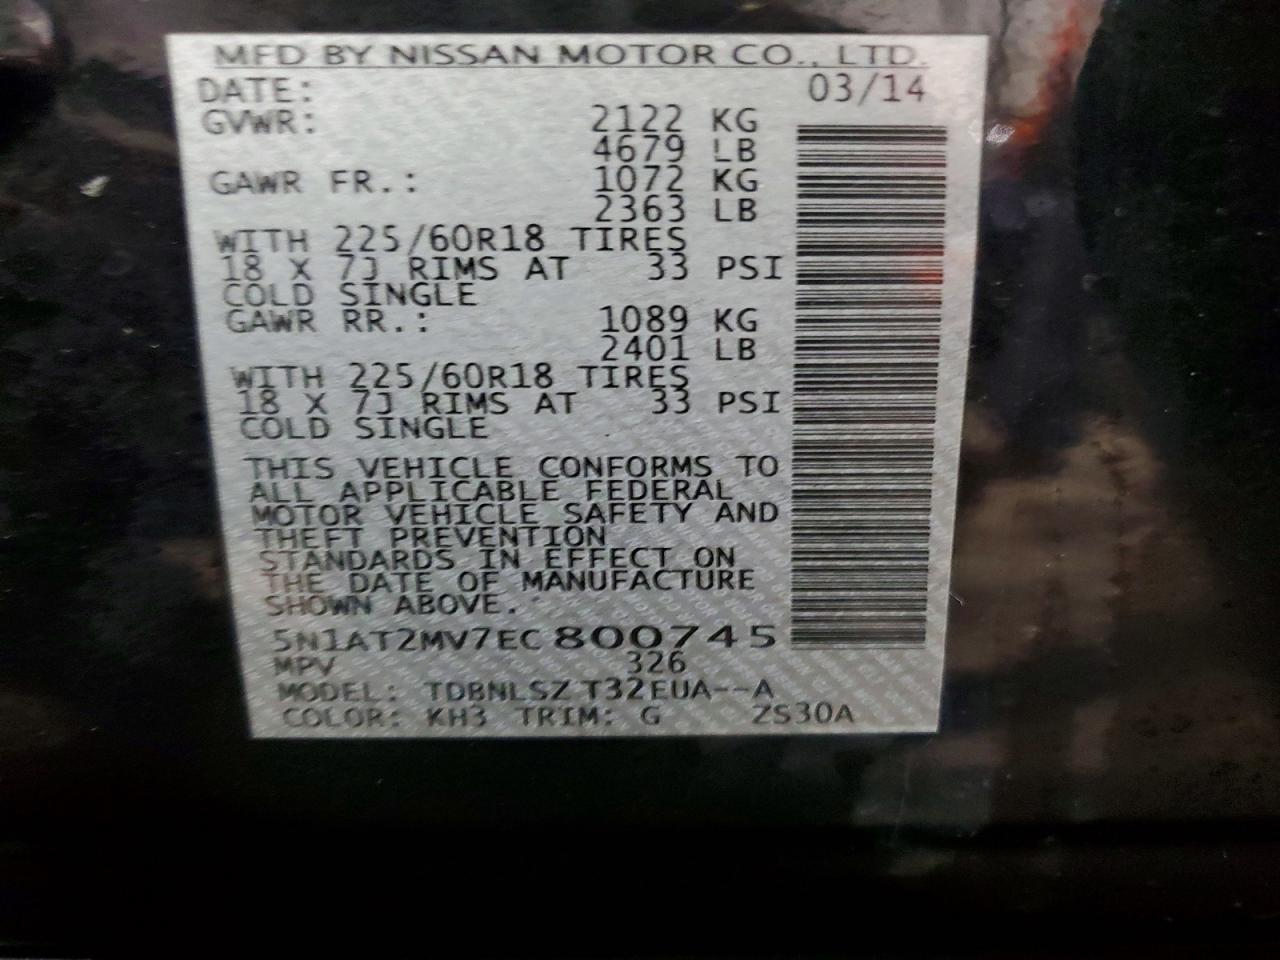 MFD BY NISSAN MOTOR CO., LTD.
DATE: 03/14
GVWR: 2122 KG
4679 LB
GAWR FR.: 1072 KG
2363 LB
WITH 225/60R18 TIRES
18 X 7J RIMS AT 33 PSI
COLD SINGLE
GAWR RR.: 1089 KG
2401 LB
WITH 225/60R18 TIRES
18 X 7J RIMS AT 33 PSI
COLD SINGLE
THIS VEHICLE CONFORMS TO
ALL APPLICABLE FEDERAL
MOTOR VEHICLE SAFETY AND
THEFT PREVENTION
STANDARDS IN EFFECT ON
THE DATE OF MANUFACTURE
SHOWN ABOVE.
5N1AT2MV7EC800745
MPV 326
MODEL: TDBNLSZ T32EUA--A
COLOR: KH3 TRIM: G ZS30A